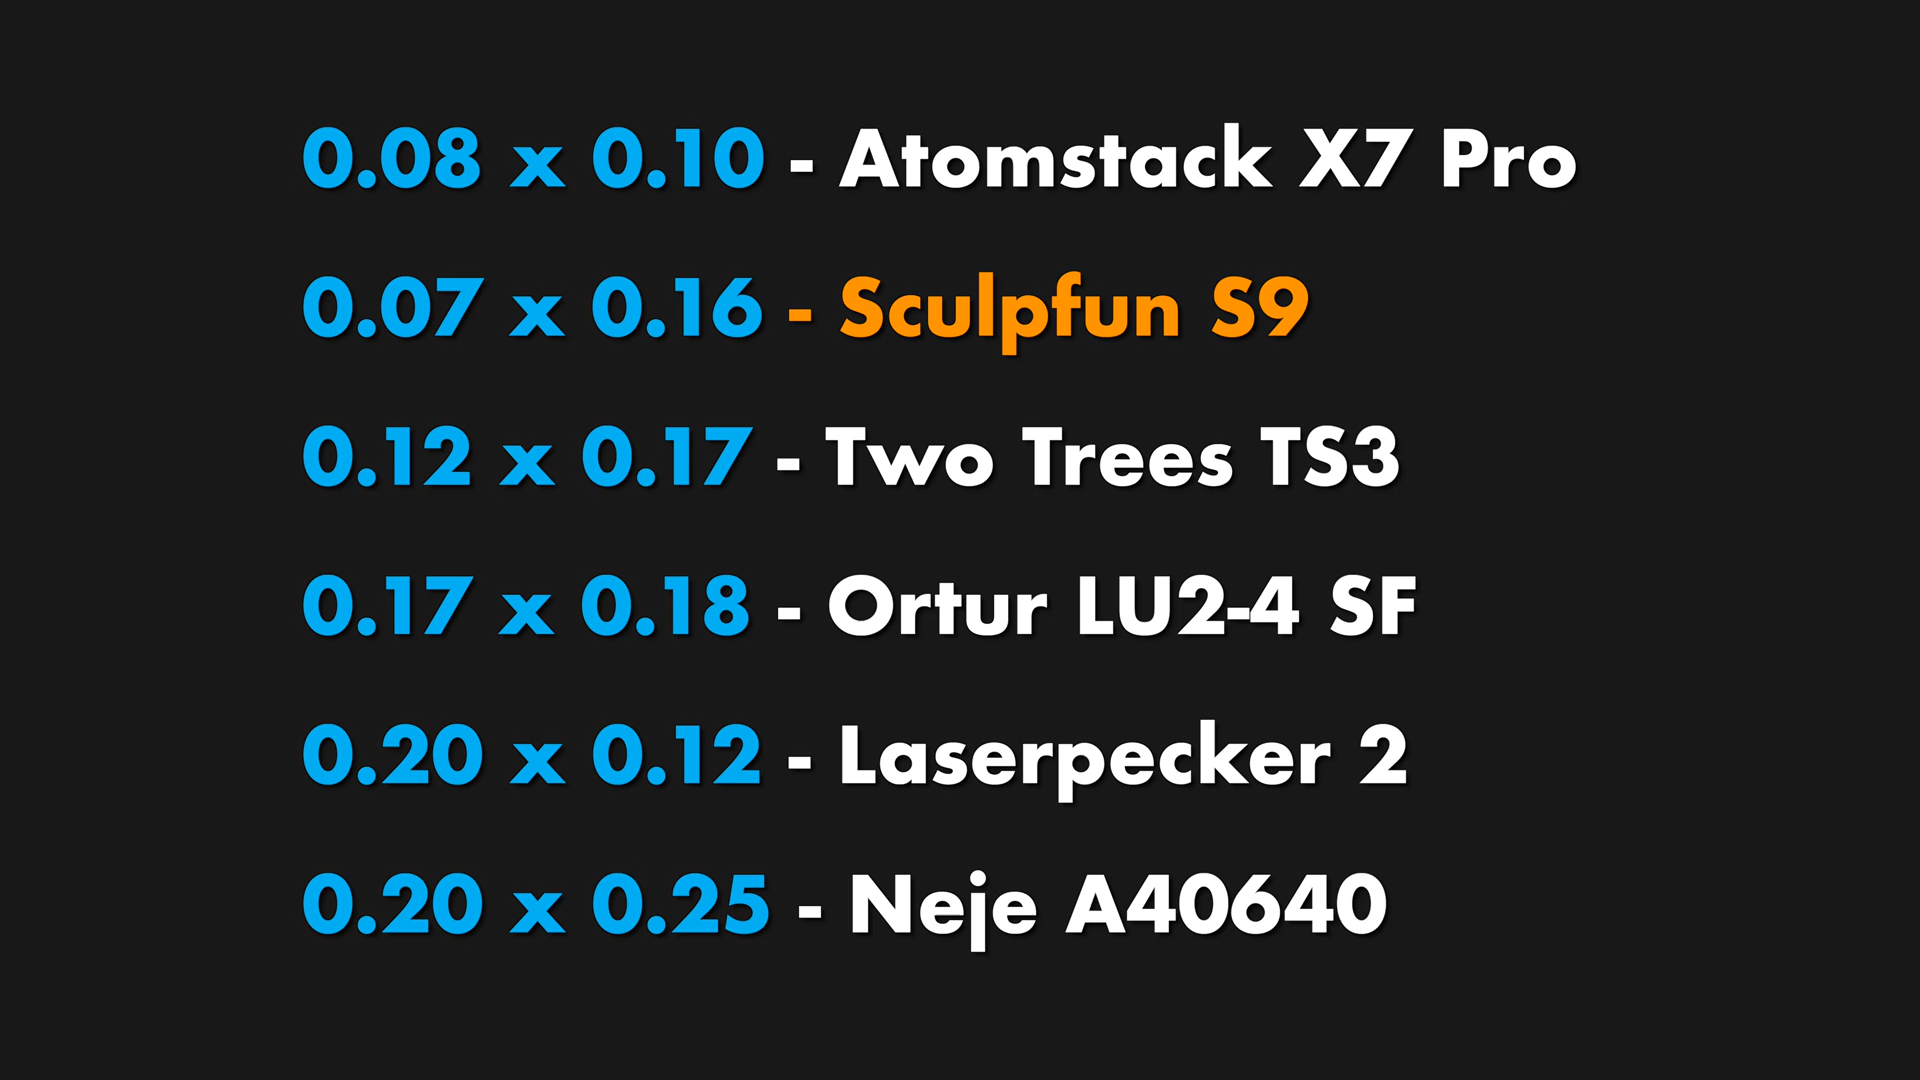 0.08 x 0.10 - Atomstack X7 Pro
0.07 x 0.16 - Sculpfun S9
0.12 x 0.17 - Two Trees TS3
0.17 x 0.18 - Ortur LU2-4 SF
0.20 x 0.12 - Laserpecker 2
0.20 x 0.25 - Neje A40640